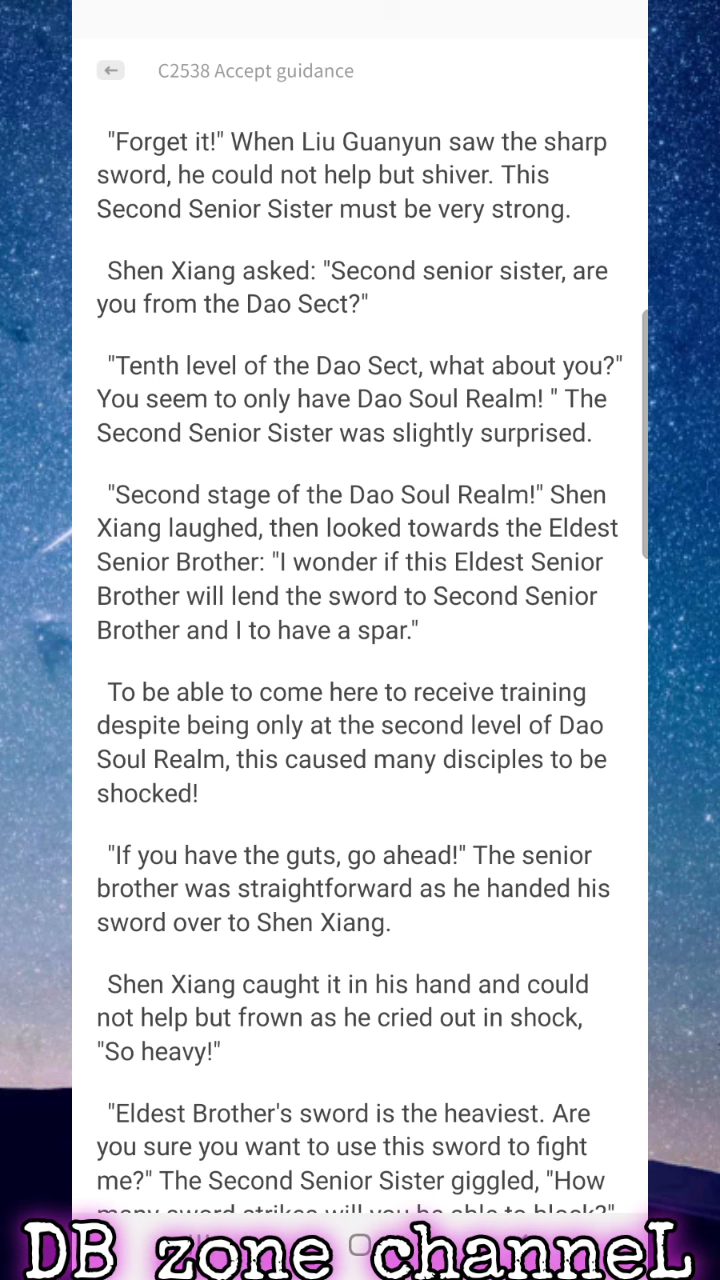 C2538 Accept guidance
"Forget it!" When Liu Guanyun saw the sharp
sword, he could not help but shiver. This
Second Senior Sister must be very strong.
Shen Xiang asked: "Second senior sister, are
you from the Dao Sect?"
"Tenth level of the Dao Sect, what about you?"
You seem to only have Dao Soul Realm! " The
Second Senior Sister was slightly surprised.
"Second stage of the Dao Soul Realm!" Shen
Xiang laughed, then looked towards the Eldest
Senior Brother: "I wonder if this Eldest Senior
Brother will lend the sword to Second Senior
Brother and I to have a spar."
To be able to come here to receive training
despite being only at the second level of Dao
Soul Realm, this caused many disciples to be
shocked!
"If you have the guts, go ahead!" The senior
brother was straightforward as he handed his
sword over to Shen Xiang.
Shen Xiang caught it in his hand and could
not help but frown as he cried out in shock,
"So heavy!"
"Eldest Brother's sword is the heaviest. Are
you sure you want to use this sword to fight
me?" The Second Senior Sister giggled, "How
many sword strikes will you be able to block?"
DB zone channeL